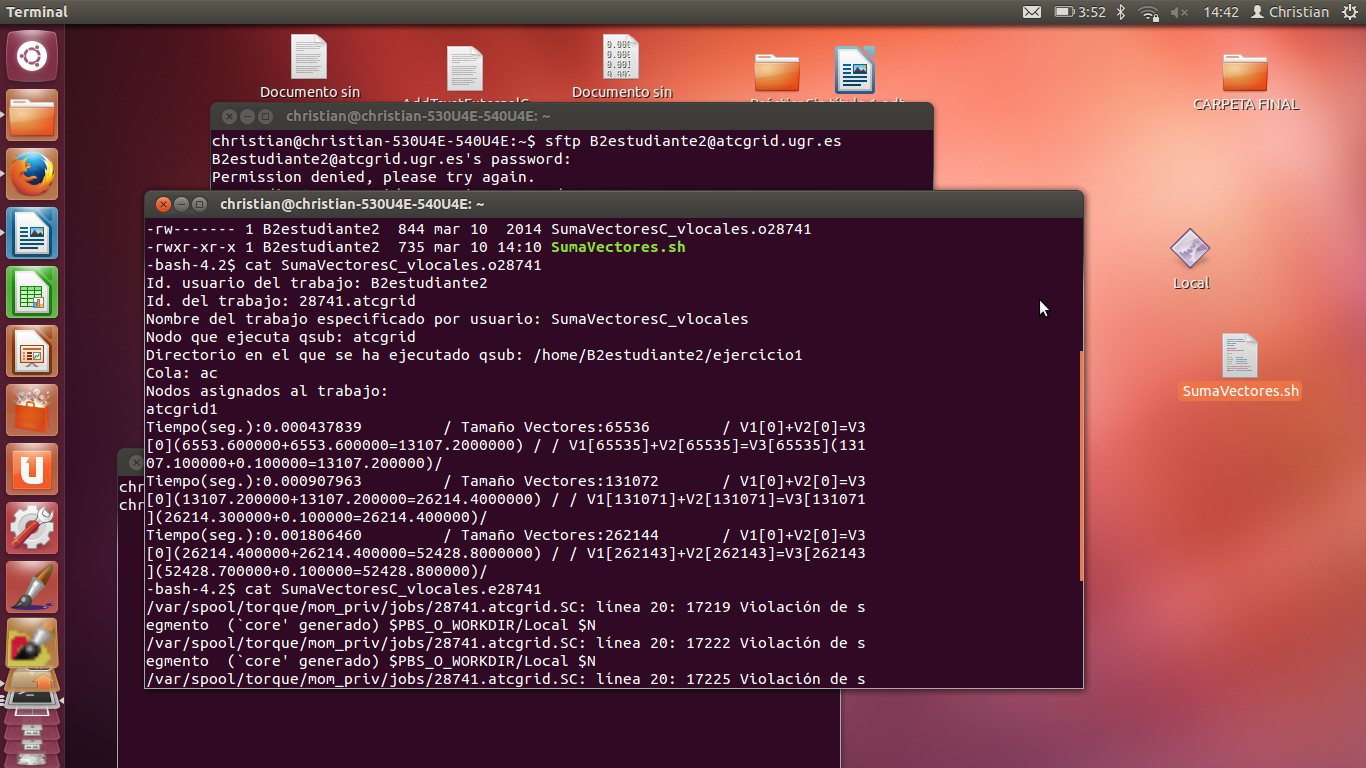 Terminal
3:52
14:42
Christian
Documento sin
Documento sin
CARPETA FINAL
Local
SumaVectores.sh
christian@christian-530U4E-540U4E: ~
christian@christian-530U4E-540U4E:~$ sftp B2estudiante2@atcgrid.ugr.es
B2estudiante2@atcgrid.ugr.es's password:
Permission denied, please try again.
christian@christian-530U4E-540U4E: ~
-rw------- 1 B2estudiante2  844 mar 10  2014 SumaVectoresC_vlocales.o28741
-rwxr-xr-x 1 B2estudiante2  735 mar 10 14:10 SumaVectores.sh
-bash-4.2$ cat SumaVectoresC_vlocales.o28741
Id. usuario del trabajo: B2estudiante2
Id. del trabajo: 28741.atcgrid
Nombre del trabajo especificado por usuario: SumaVectoresC_vlocales
Nodo que ejecuta qsub: atcgrid
Directorio en el que se ha ejecutado qsub: /home/B2estudiante2/ejercicio1
Cola: ac
Nodos asignados al trabajo:
atcgrid1
Tiempo(seg.):0.000437839         / Tamaño Vectores:65536        / V1[0]+V2[0]=V3
[0](6553.600000+6553.600000=13107.2000000) / / V1[65535]+V2[65535]=V3[65535](131
07.100000+0.100000=13107.200000)/
Tiempo(seg.):0.000907963         / Tamaño Vectores:131072       / V1[0]+V2[0]=V3
[0](13107.200000+13107.200000=26214.4000000) / / V1[131071]+V2[131071]=V3[131071
](26214.300000+0.100000=26214.400000)/
Tiempo(seg.):0.001806460         / Tamaño Vectores:262144       / V1[0]+V2[0]=V3
[0](26214.400000+26214.400000=52428.8000000) / / V1[262143]+V2[262143]=V3[262143
](52428.700000+0.100000=52428.800000)/
-bash-4.2$ cat SumaVectoresC_vlocales.e28741
/var/spool/torque/mom_priv/jobs/28741.atcgrid.SC: línea 20: 17219 Violación de s
egmento  (`core' generado) $PBS_O_WORKDIR/Local $N
/var/spool/torque/mom_priv/jobs/28741.atcgrid.SC: línea 20: 17222 Violación de s
egmento  (`core' generado) $PBS_O_WORKDIR/Local $N
/var/spool/torque/mom_priv/jobs/28741.atcgrid.SC: línea 20: 17225 Violación de s
chr
chr